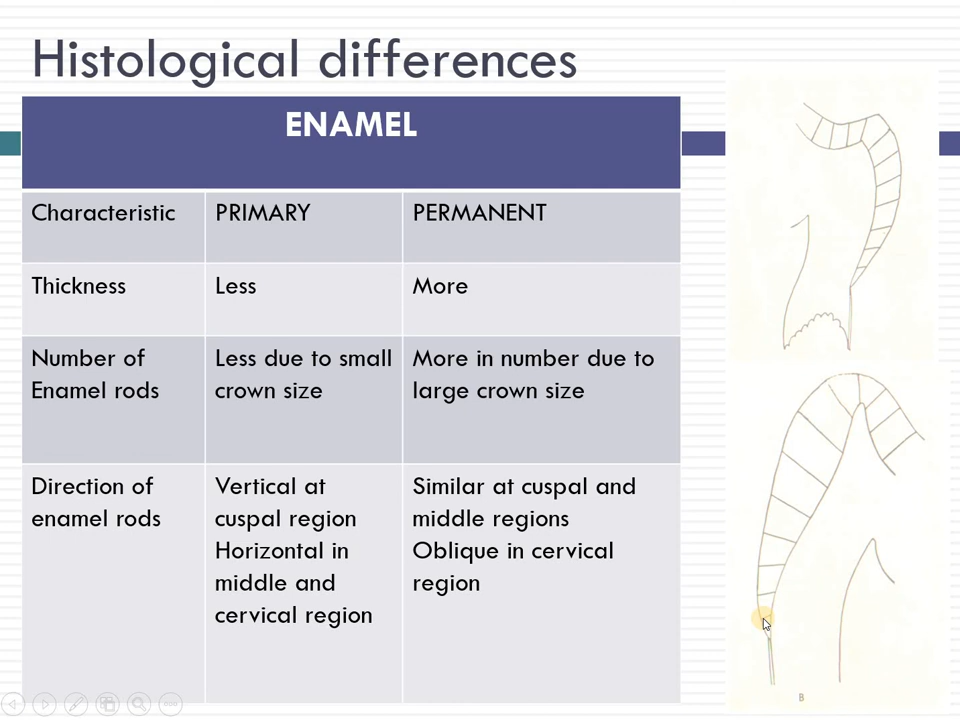 Histological differences
ENAMEL
Characteristic PRIMARY PERMANENT
Thickness Less More
Number of Less due to small More in number due to
Enamel rods crown size large crown size
Direction of Vertical at Similar at cuspal and
enamel rods cuspal region middle regions
Horizontal in Oblique in cervical
middle and region
cervical region
B